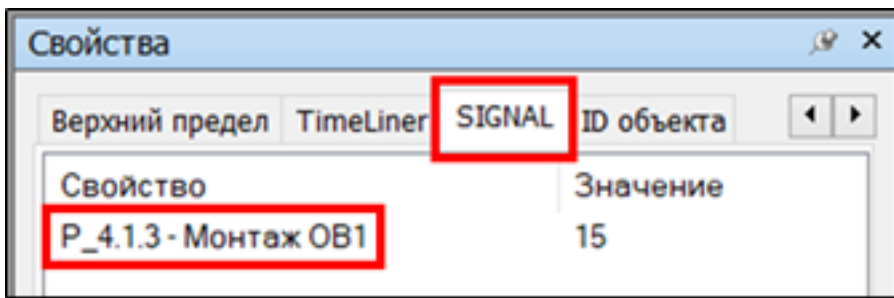 Свойства
Верхний предел TimeLiner SIGNAL ID объекта
Свойство Значение
P_4.1.3 - Монтаж ОВ1 15